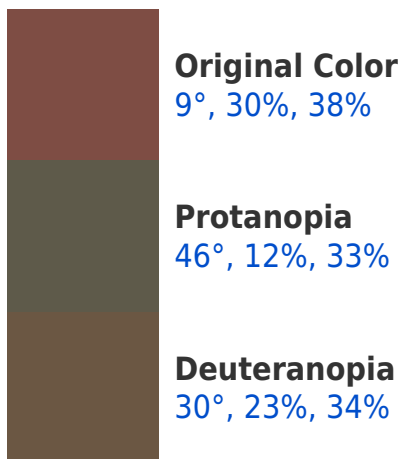 Original Color
9°, 30%, 38%
Protanopia
46°, 12%, 33%
Deuteranopia
30°, 23%, 34%